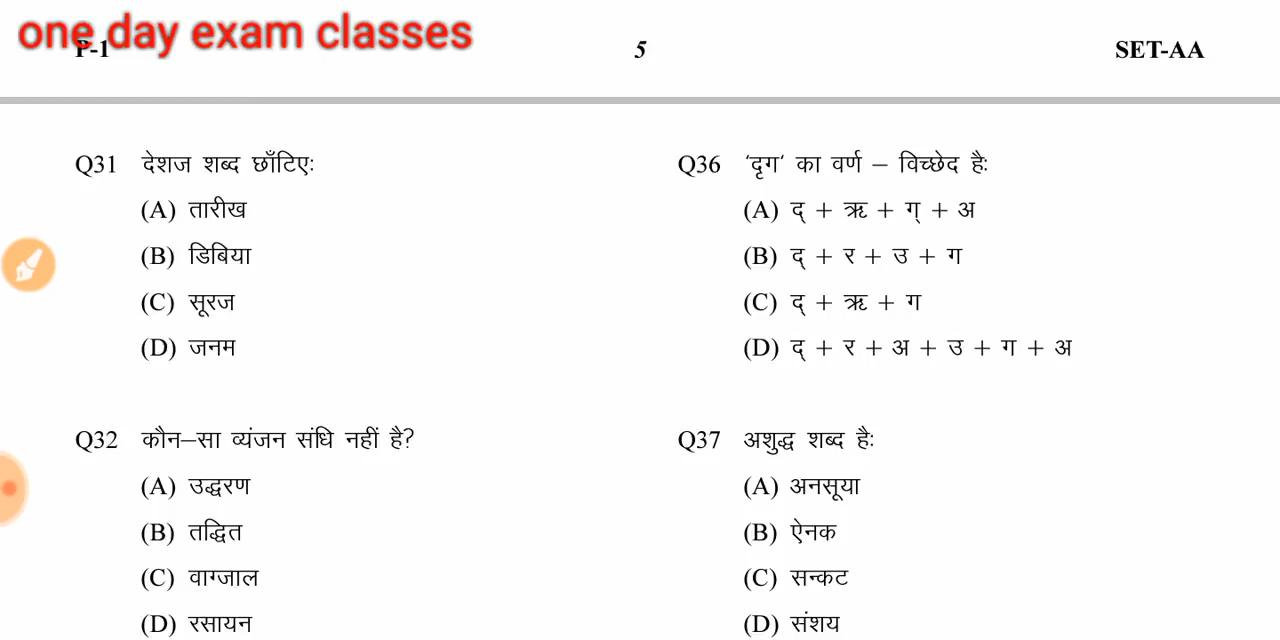 one day exam classes
P-1 5 SET-AA
Q31 देशज शब्द छाँटिए:
(A) तारीख
(B) डिबिया
(C) सूरज
(D) जनम
Q32 कौन–सा व्यंजन संधि नहीं है?
(A) उद्धरण
(B) तद्धित
(C) वाग्जाल
(D) रसायन
Q36 ‘दृग’ का वर्ण – विच्छेद है:
(A) द् + ऋ + ग् + अ
(B) द् + र + उ + ग
(C) द् + ऋ + ग
(D) द् + र + अ + उ + ग + अ
Q37 अशुद्ध शब्द है:
(A) अनसूया
(B) ऐनक
(C) सन्कट
(D) संशय